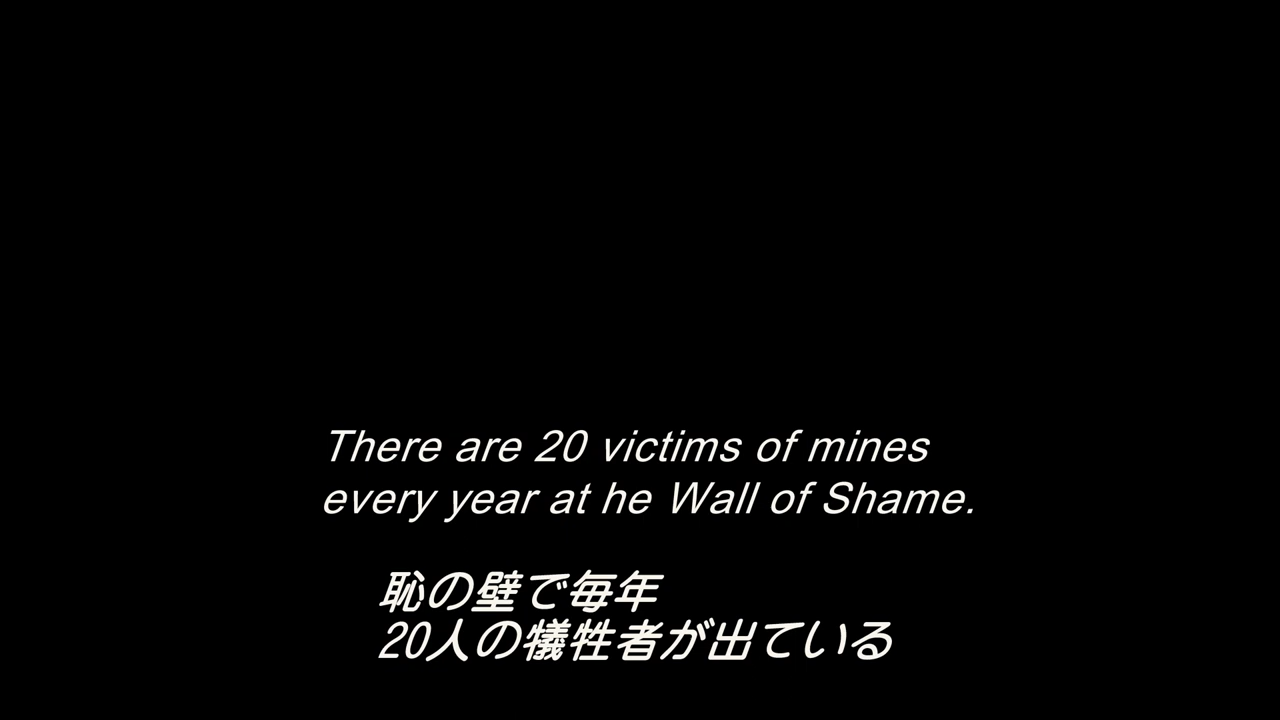 There are 20 victims of mines
every year at he Wall of Shame.
恥の壁で毎年
20人の犠牲者が出ている